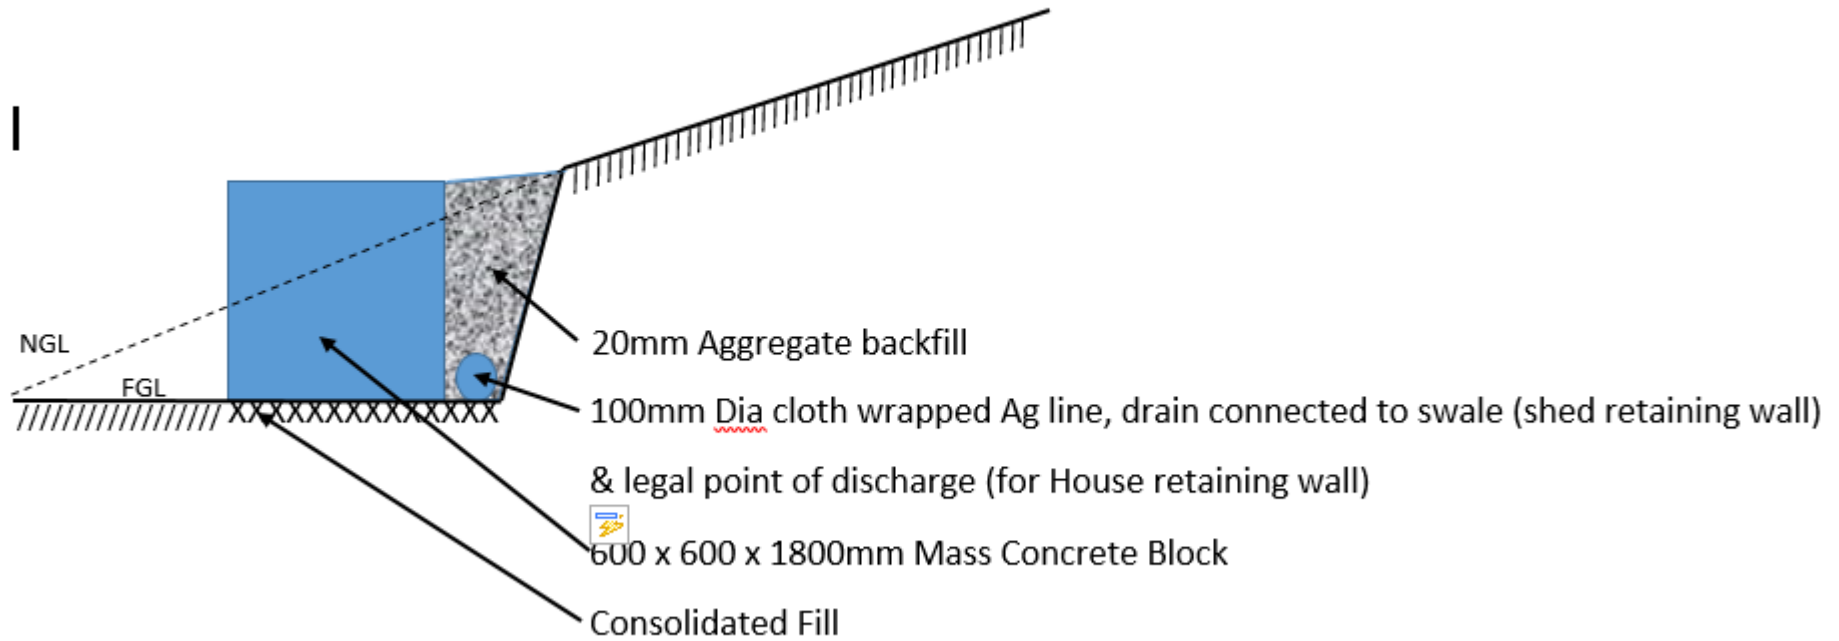 NGL
FGL
20mm Aggregate backfill
100mm Dia cloth wrapped Ag line, drain connected to swale (shed retaining wall)
& legal point of discharge (for House retaining wall)
600 x 600 x 1800mm Mass Concrete Block
Consolidated Fill